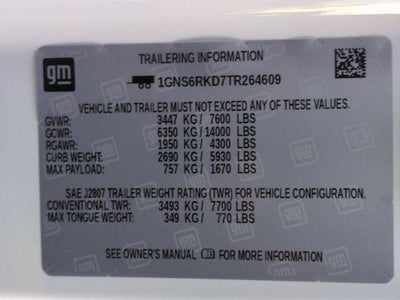 gm
TRAILERING INFORMATION
1GNS6RKD7TR264609
VEHICLE AND TRAILER MUST NOT EXCEED ANY OF THESE VALUES.
GVWR: 3447 KG / 7600 LBS
GCWR: 6350 KG / 14000 LBS
RGAWR: 1950 KG / 4300 LBS
CURB WEIGHT: 2690 KG / 5930 LBS
MAX PAYLOAD: 757 KG / 1670 LBS
SAE J2807 TRAILER WEIGHT RATING (TWR) FOR VEHICLE CONFIGURATION.
CONVENTIONAL TWR: 3493 KG / 7700 LBS
MAX TONGUE WEIGHT: 349 KG / 770 LBS
SEE OWNER'S MANUAL FOR MORE INFORMATION